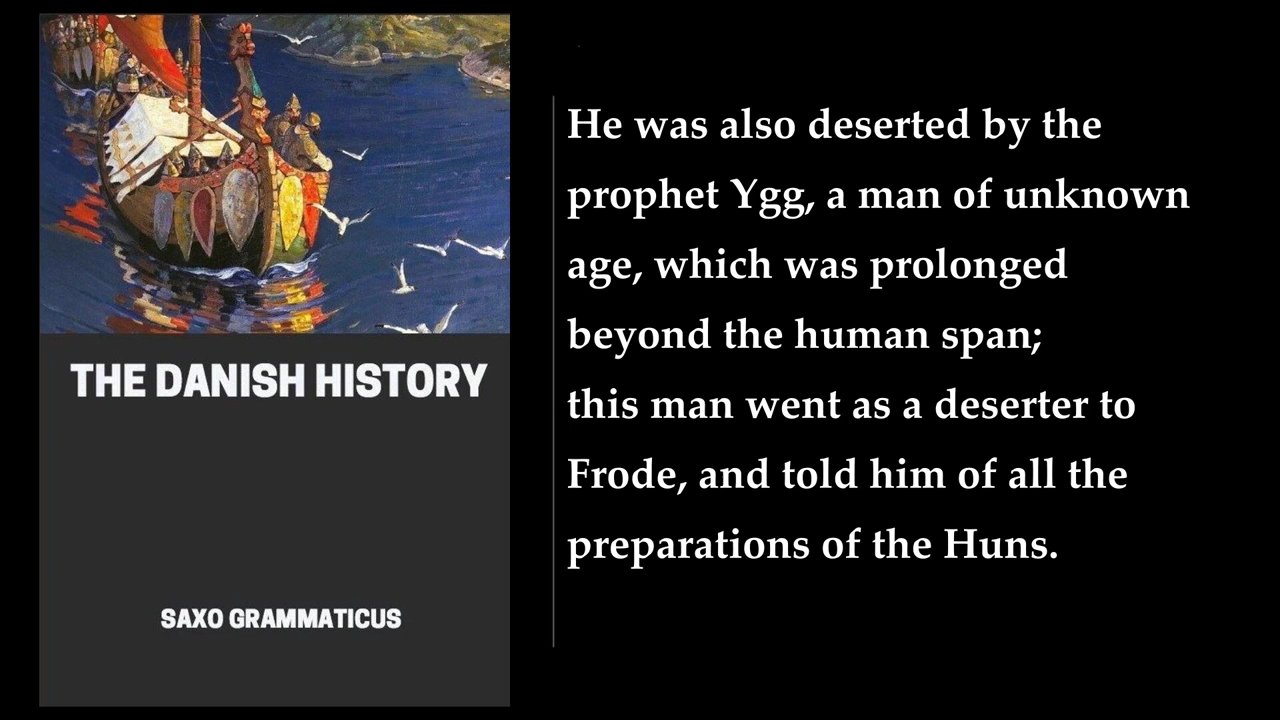 THE DANISH HISTORY
SAXO GRAMMATICUS
He was also deserted by the
prophet Ygg, a man of unknown
age, which was prolonged
beyond the human span;
this man went as a deserter to
Frode, and told him of all the
preparations of the Huns.